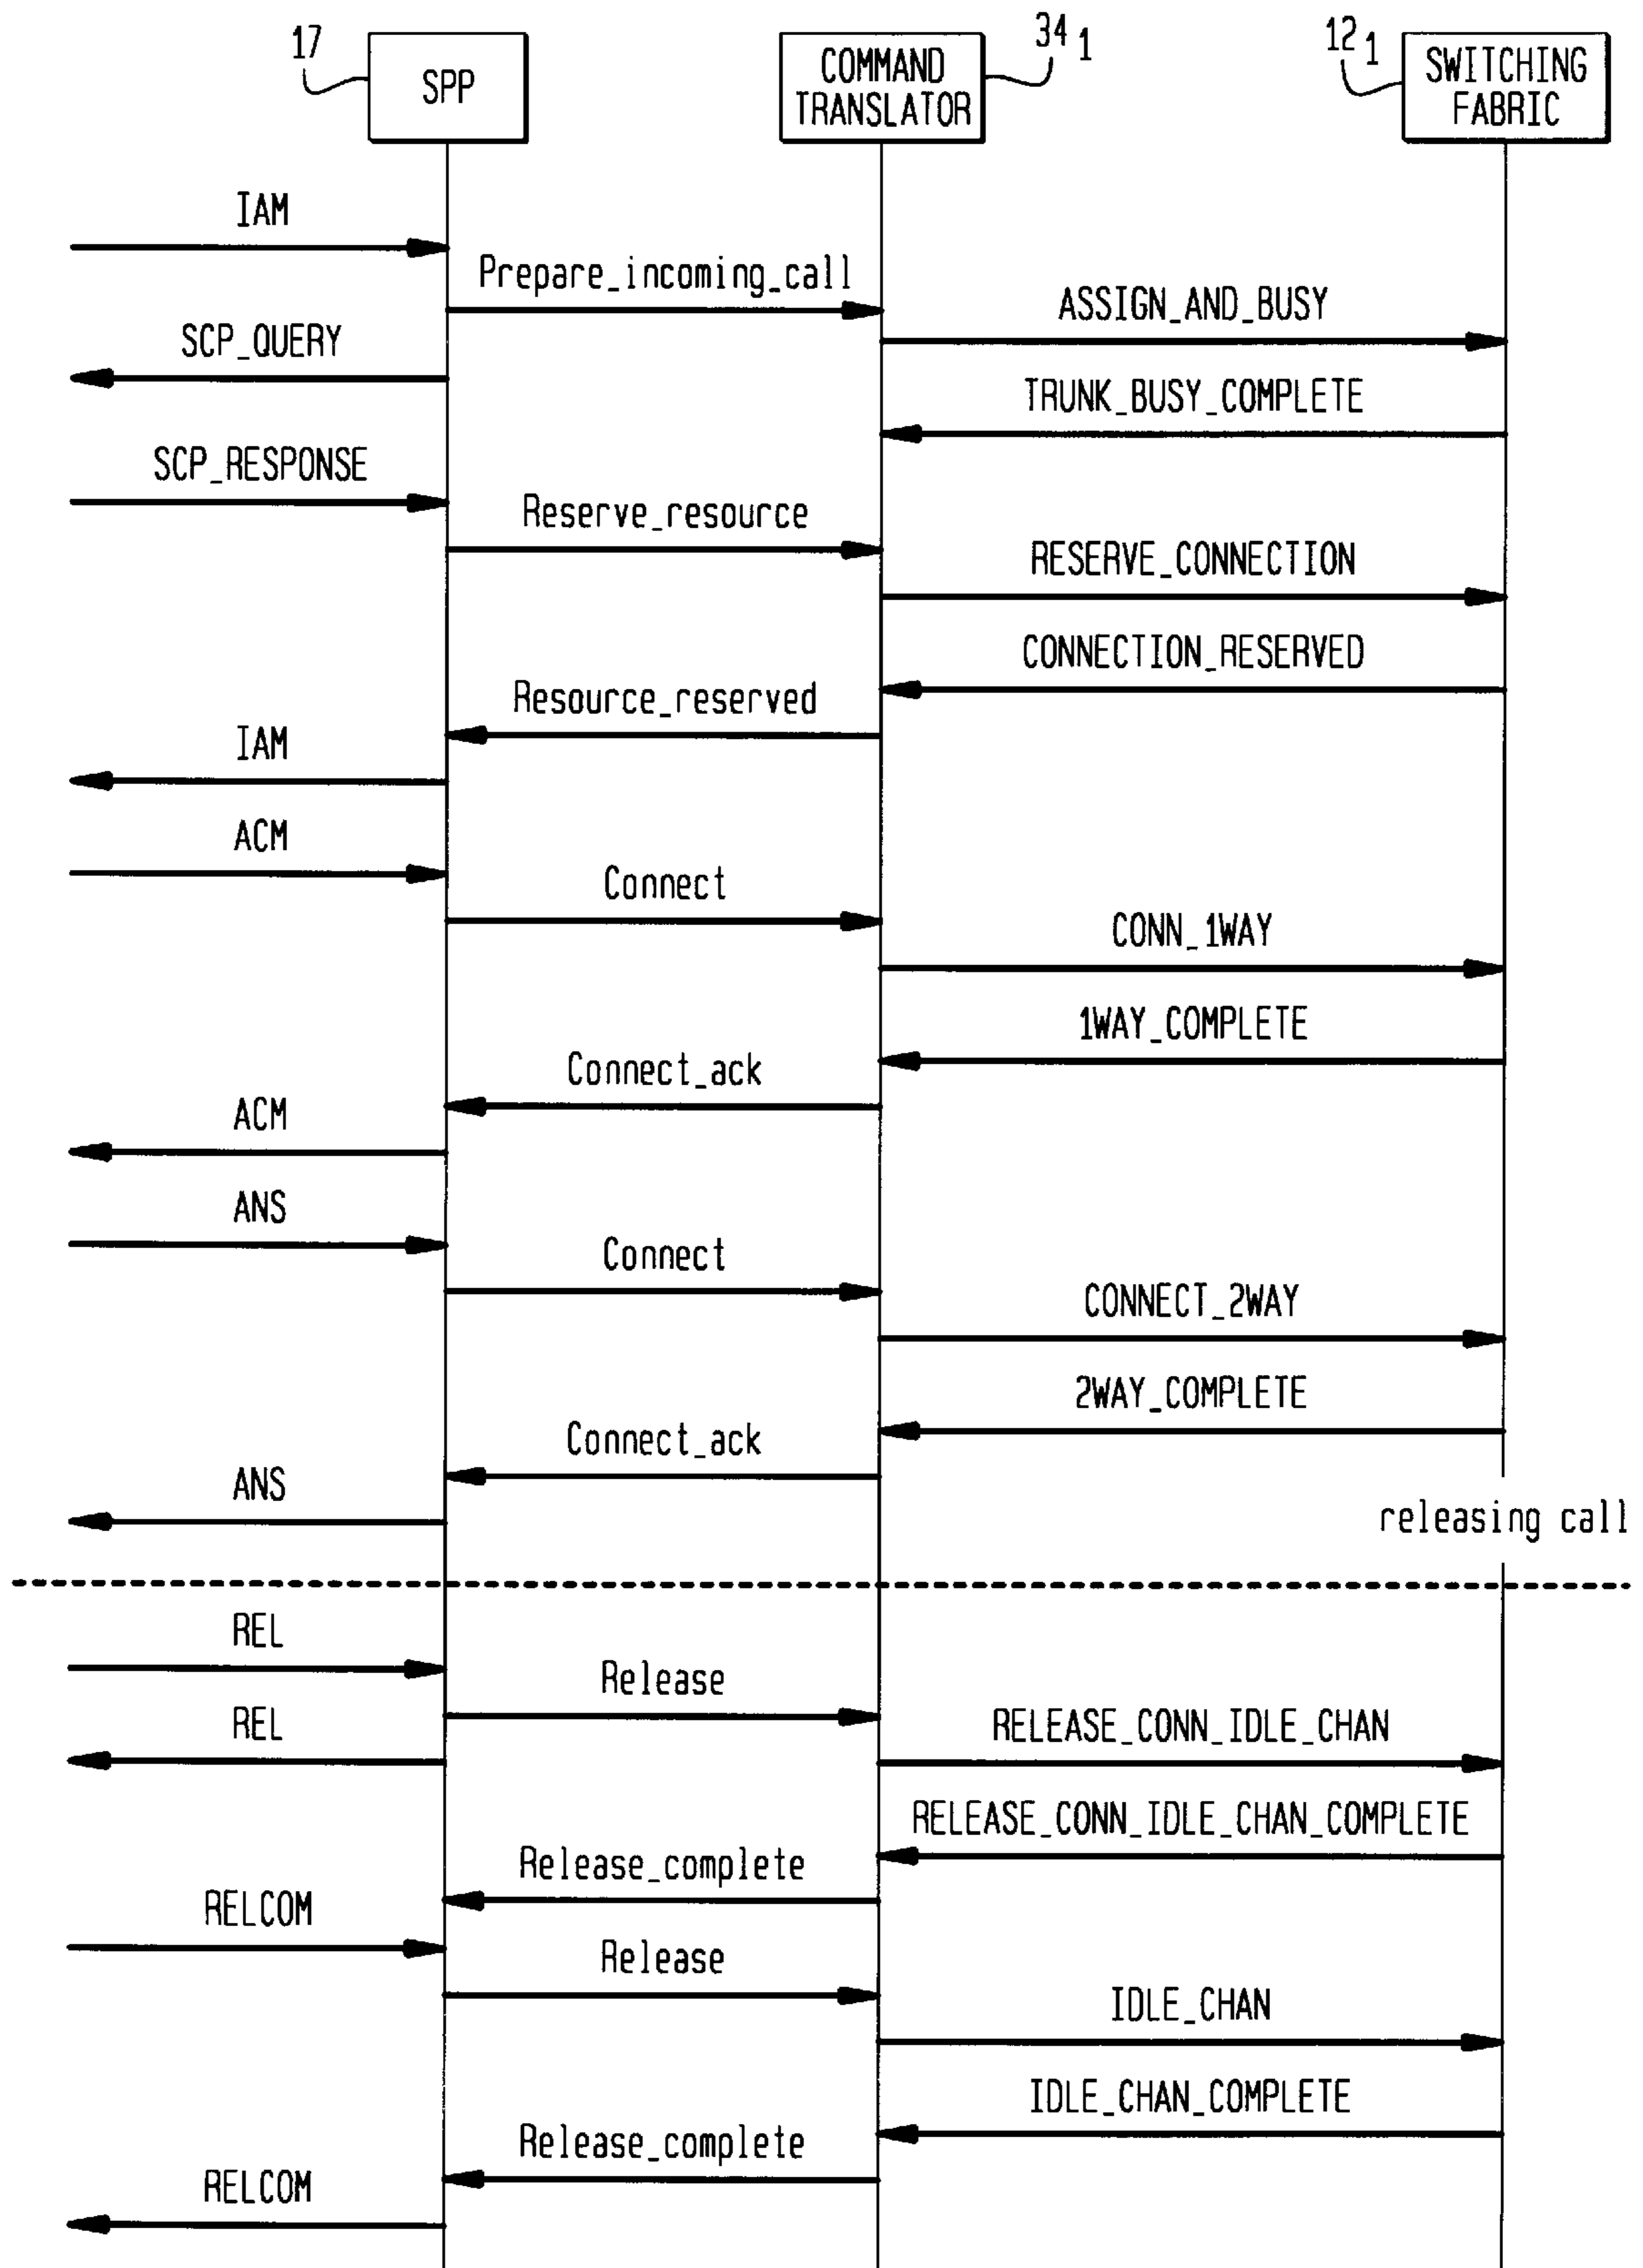 17
SPP
COMMAND
TRANSLATOR
34 1
12 1
SWITCHING
FABRIC
IAM
Prepare_incoming_call
ASSIGN_AND_BUSY
SCP_QUERY
TRUNK_BUSY_COMPLETE
SCP_RESPONSE
Reserve_resource
RESERVE_CONNECTION
CONNECTION_RESERVED
Resource_reserved
IAM
ACM
Connect
CONN_1WAY
1WAY_COMPLETE
Connect_ack
ACM
ANS
Connect
CONNECT_2WAY
2WAY_COMPLETE
Connect_ack
ANS
releasing call
REL
Release
REL
RELEASE_CONN_IDLE_CHAN
RELEASE_CONN_IDLE_CHAN_COMPLETE
Release_complete
RELCOM
Release
IDLE_CHAN
IDLE_CHAN_COMPLETE
Release_complete
RELCOM